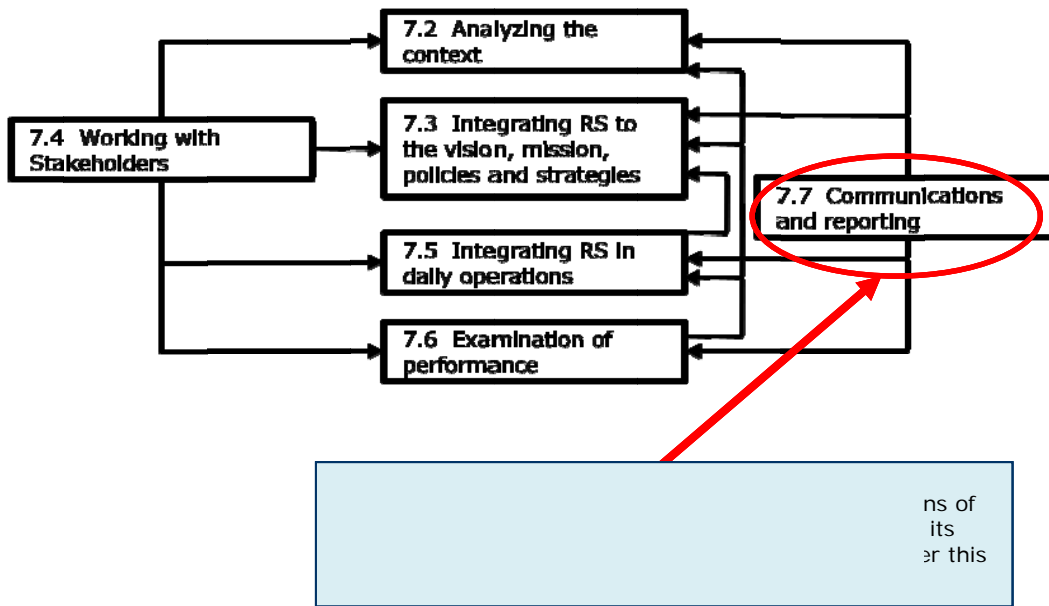 7.2 Analyzing the
context
7.4 Working with
Stakeholders
7.3 Integrating RS to
the vision, mission,
policies and strategies
7.7 Communications
and reporting
7.5 Integrating RS in
daily operations
7.6 Examination of
performance
of
its
this